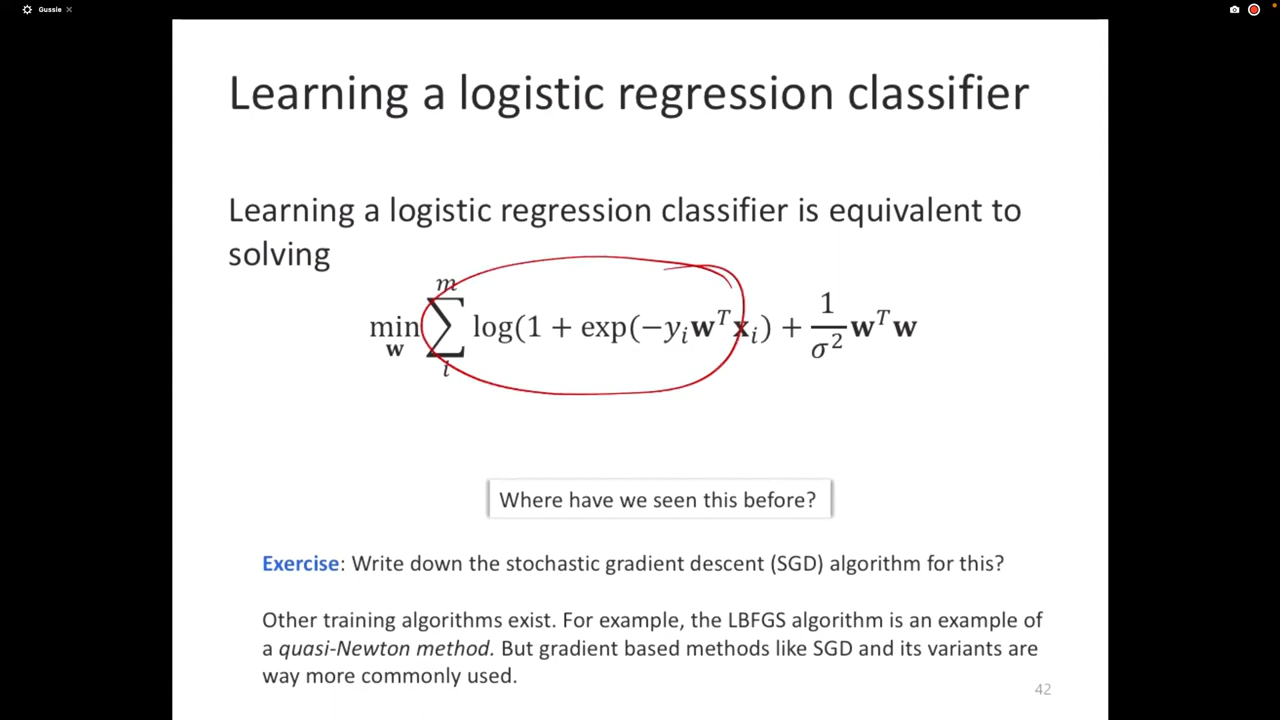 Gussie
Learning a logistic regression classifier
Learning a logistic regression classifier is equivalent to
solving
min_w ∑_i^m log(1 + exp(−y_i w^T x_i) + 1/σ² w^T w
Where have we seen this before?
Exercise: Write down the stochastic gradient descent (SGD) algorithm for this?
Other training algorithms exist. For example, the LBFGS algorithm is an example of
a quasi-Newton method. But gradient based methods like SGD and its variants are
way more commonly used.
42